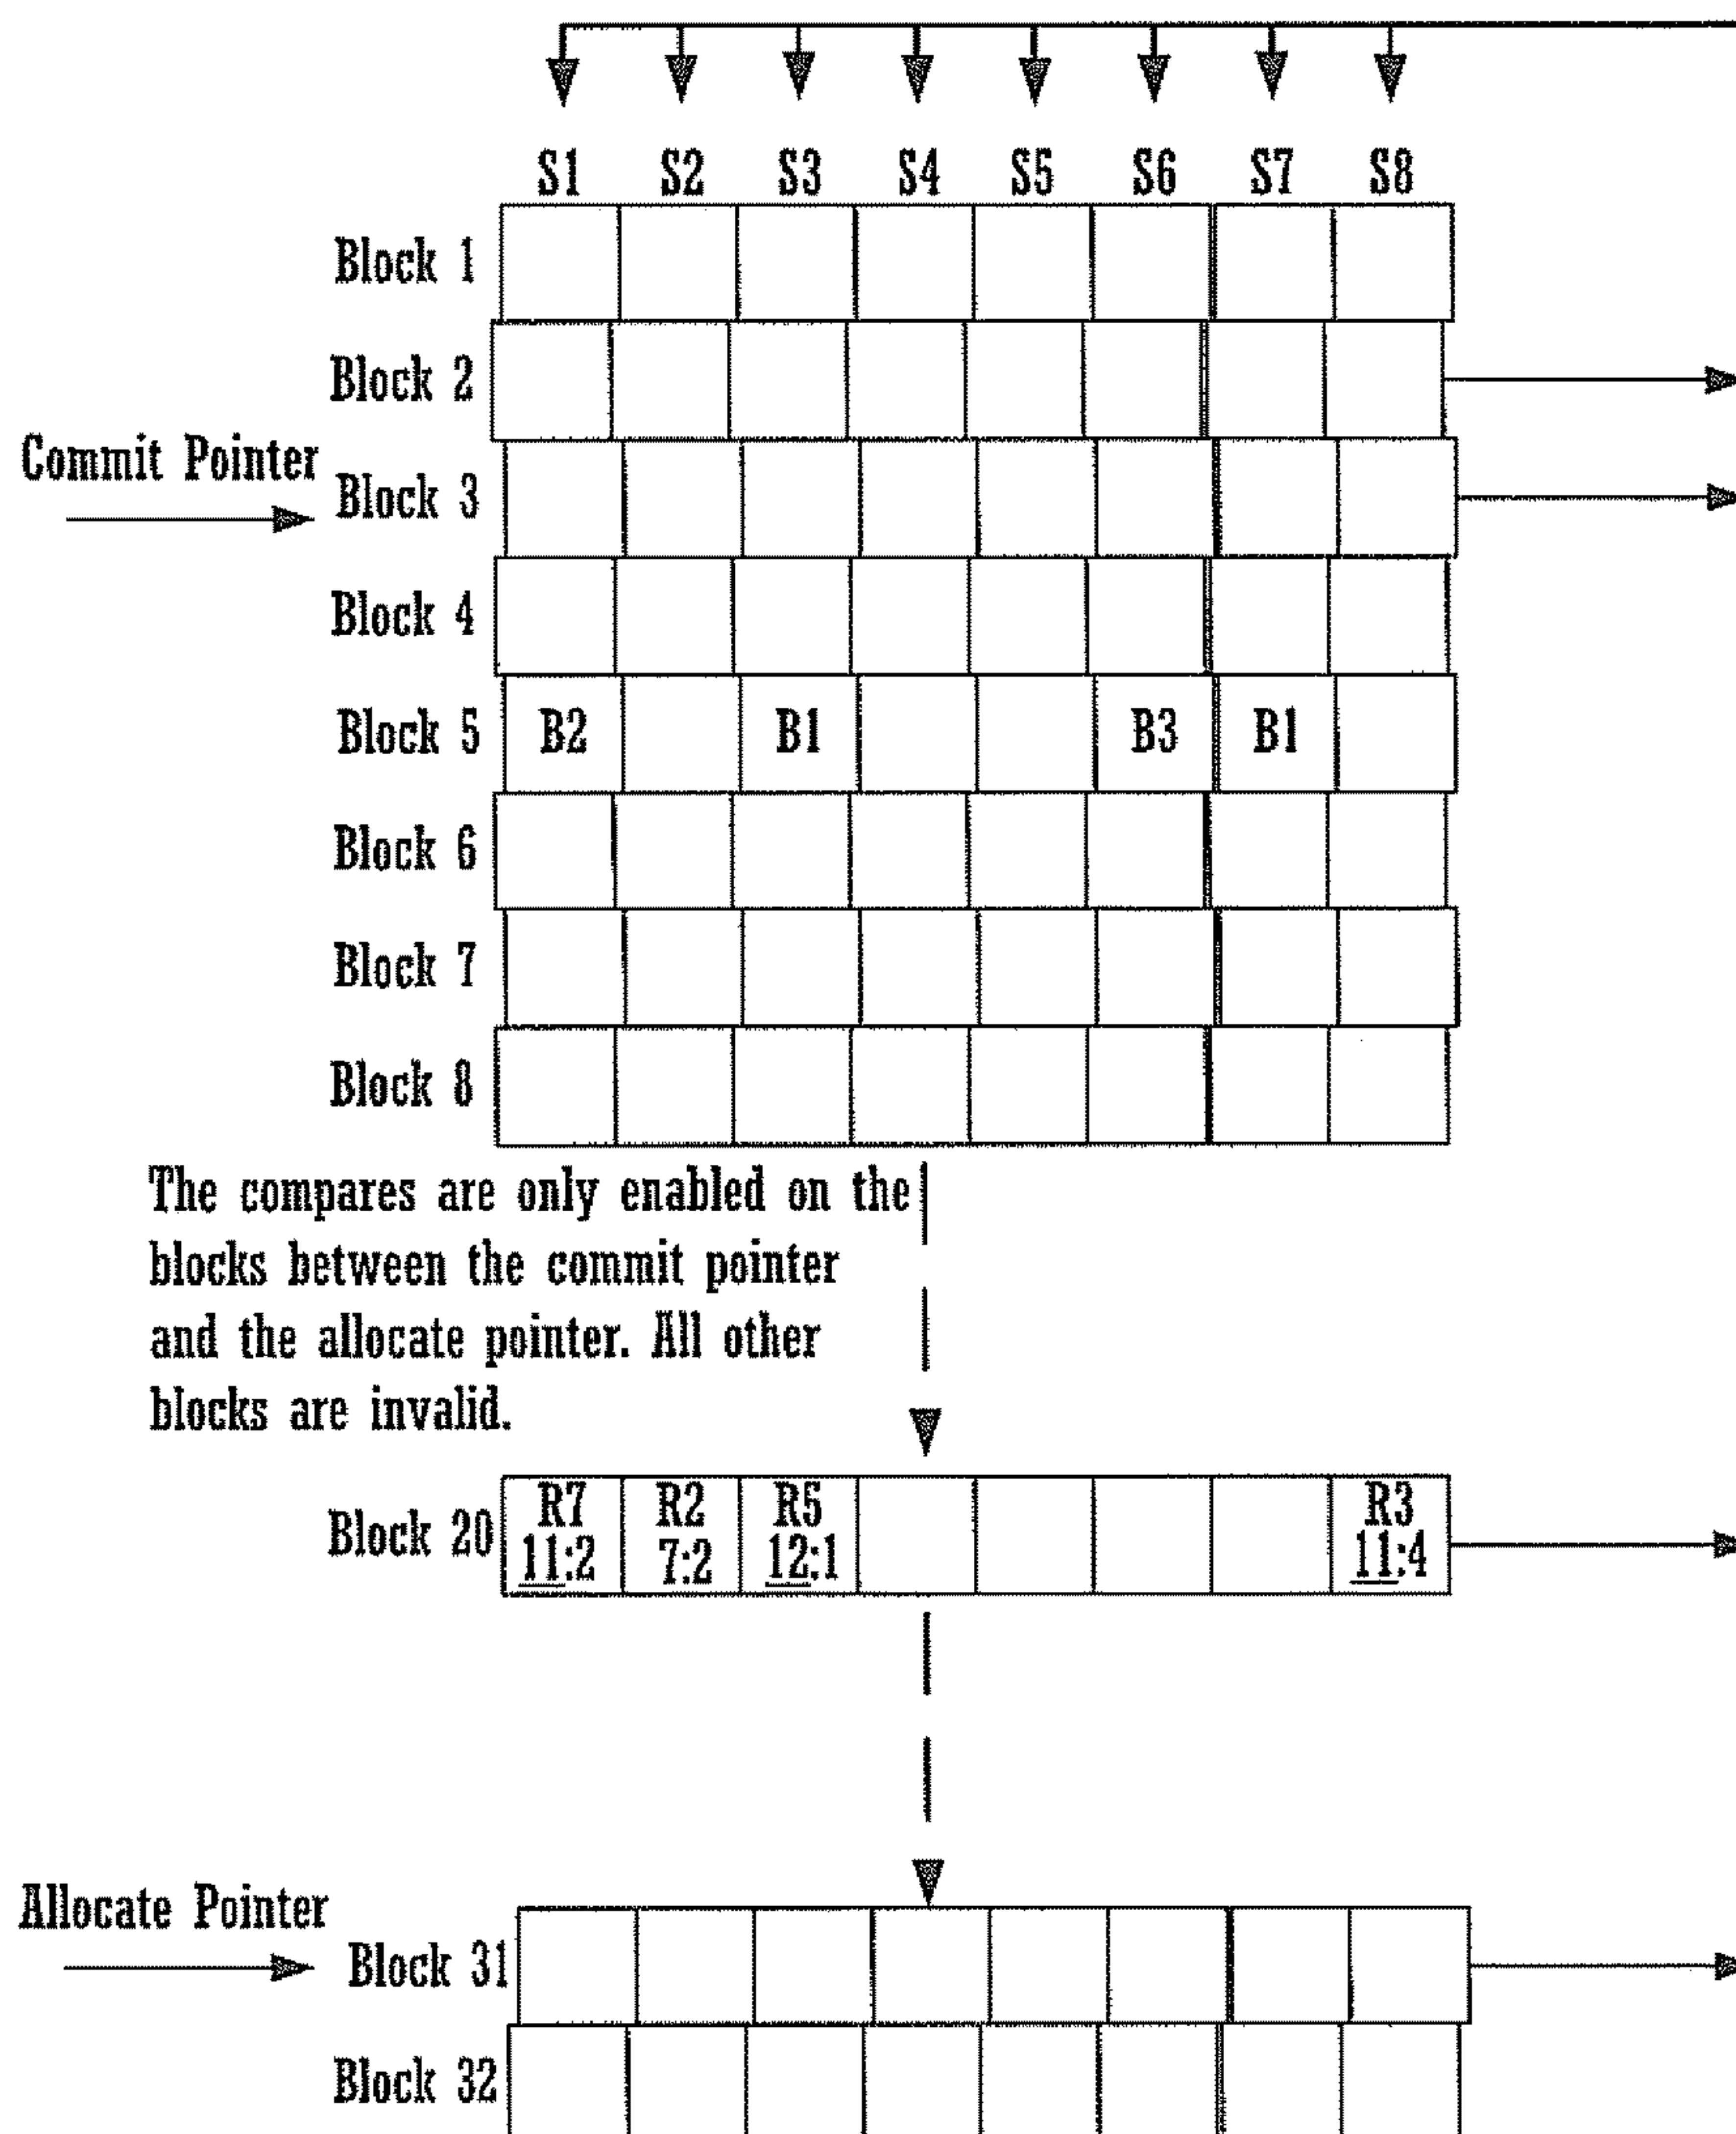 S1 S2 S3 S4 S5 S6 S7 S8
Block 1
Block 2
Commit Pointer
Block 3
Block 4
Block 5 B2 B1 B3 B1
Block 6
Block 7
Block 8
The compares are only enabled on the
blocks between the commit pointer
and the allocate pointer. All other
blocks are invalid.
R7 R2 R5 R3
Block 20 11:2 7:2 12:1 11:4
Allocate Pointer
Block 31
Block 32